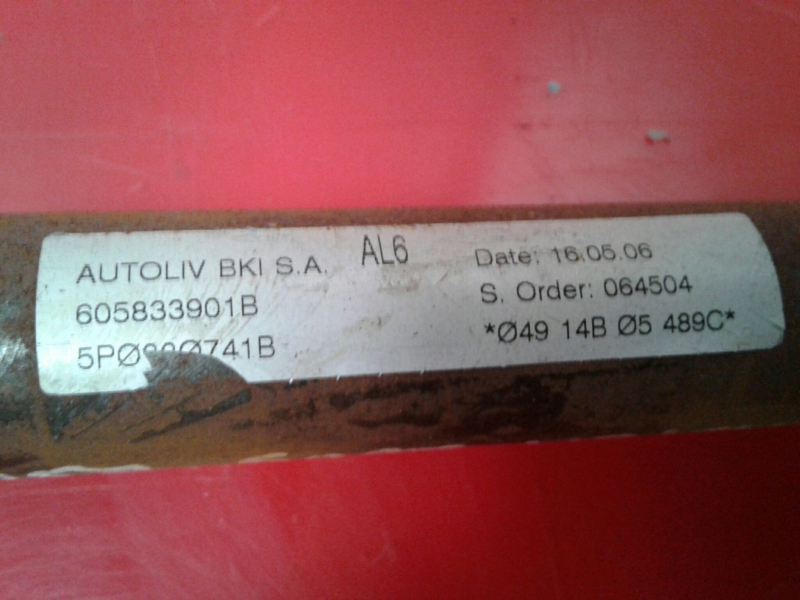 AUTOLIV BKI S.A. AL6
605833901B
Date: 16.05.06
S. Order: 064504
*Ø49 14B Ø5 489C*